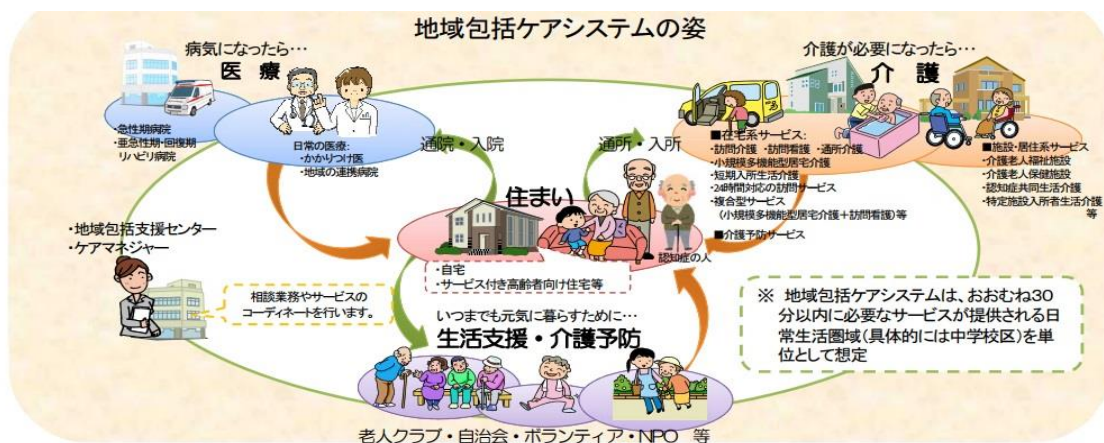 地域包括ケアシステムの姿
病気になったら…
医 療
・急性期病院
・亜急性期・回復期
リハビリ病院
日常の医療:
・かかりつけ医
・地域の連携病院
通院・入院
通所・入所
介護が必要になったら…
介 護
■在宅系サービス:
・訪問介護 ・訪問看護 ・通所介護
・小規模多機能型居宅介護
・短期入所生活介護
・24時間対応の訪問サービス
・複合型サービス
(小規模多機能型居宅介護+訪問看護)等
■介護予防サービス
■施設・居住系サービス
・介護老人福祉施設
・介護老人保健施設
・認知症共同生活介護
・特定施設入所者生活介護
等
住まい
・自宅
・サービス付き高齢者向け住宅等
認知症の人
・地域包括支援センター
・ケアマネジャー
相談業務やサービスの
コーディネートを行います。
いつまでも元気に暮らすために…
生活支援・介護予防
老人クラブ・自治会・ボランティア・NPO 等
※ 地域包括ケアシステムは、おおむね30
分以内に必要なサービスが提供される日
常生活圏域(具体的には中学校区)を単
位として想定